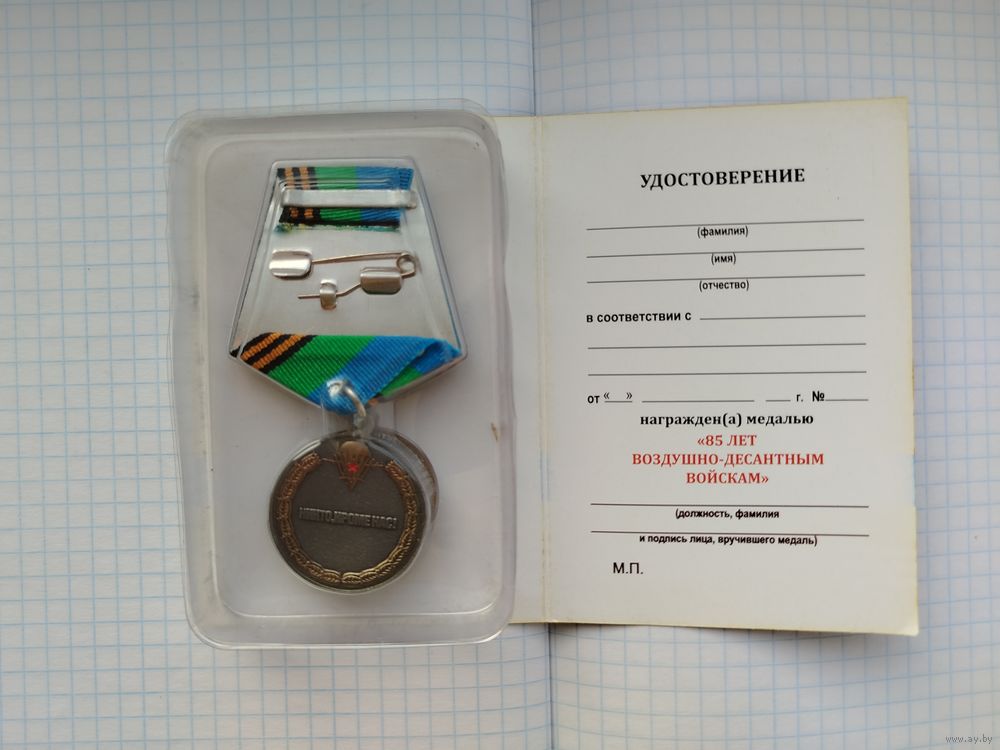 НИКТО, КРОМЕ НАС!
УДОСТОВЕРЕНИЕ
(фамилия)
(имя)
(отчество)
в соответствии с
от «__» г. №
награжден(а) медалью
«85 ЛЕТ
ВОЗДУШНО-ДЕСАНТНЫМ
ВОЙСКАМ»
(должность, фамилия
и подпись лица, вручившего медаль)
М.П.
www.ay.by